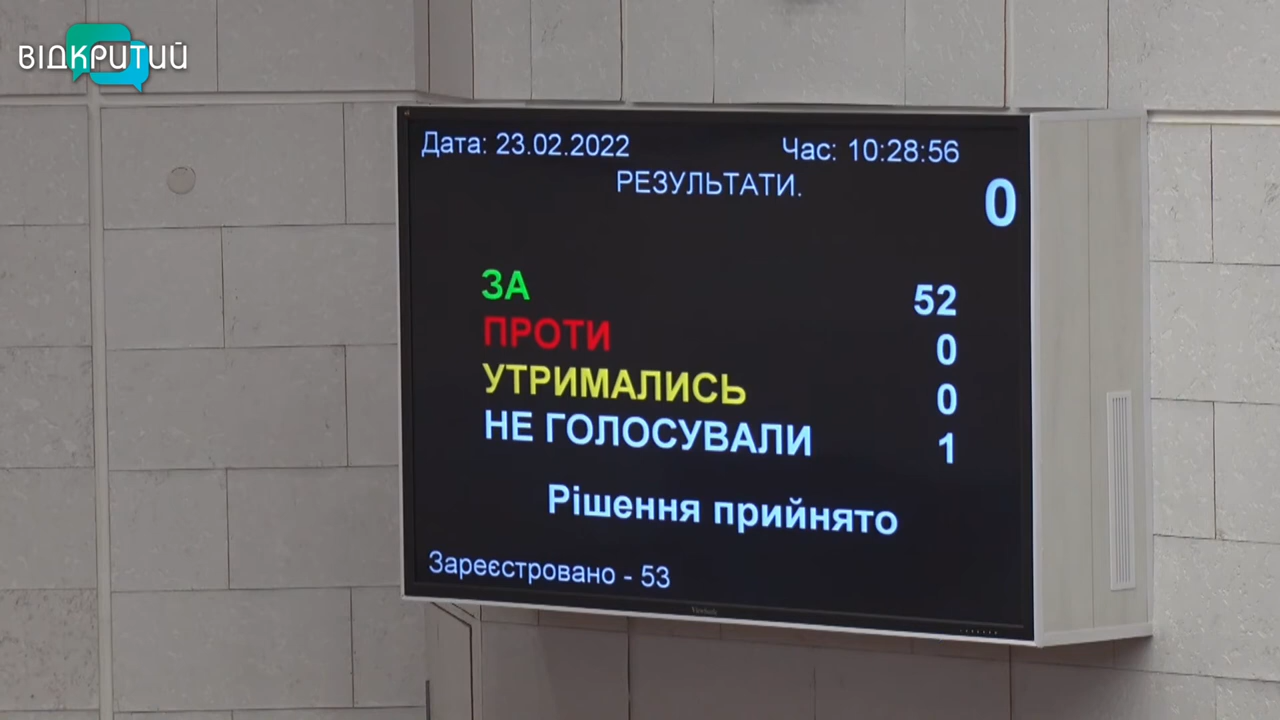 ВІДКРИТИЙ
Дата: 23.02.2022 Час: 10:28:56
РЕЗУЛЬТАТИ.
0
ЗА 52
ПРОТИ 0
УТРИМАЛИСЬ 0
НЕ ГОЛОСУВАЛИ 1
Рішення прийнято
Зареєстровано - 53
ViewSonic